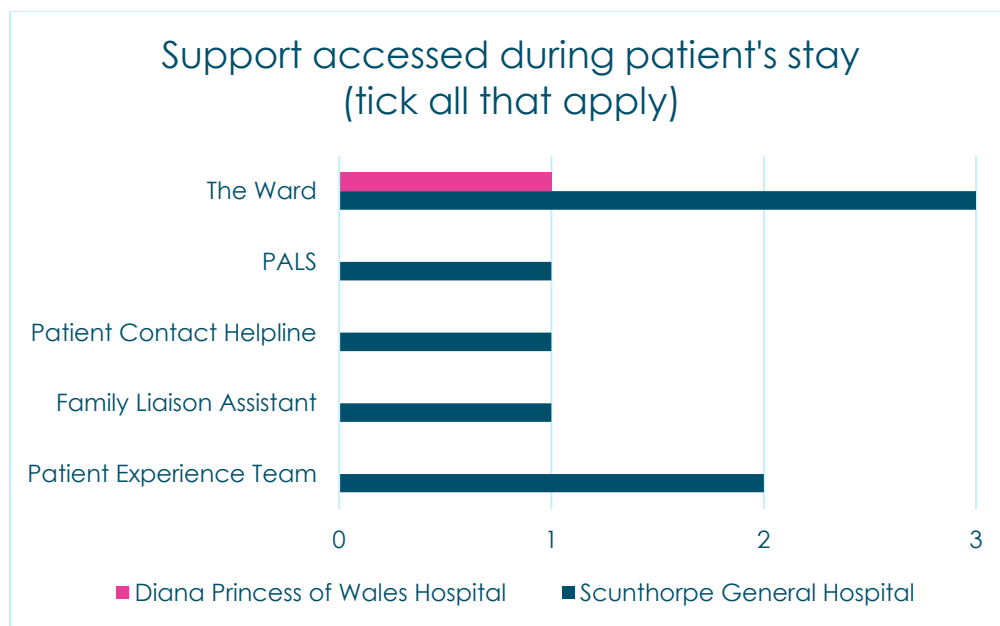 Support accessed during patient's stay
(tick all that apply)
The Ward
PALS
Patient Contact Helpline
Family Liaison Assistant
Patient Experience Team
0 1 2 3
Diana Princess of Wales Hospital Scunthorpe General Hospital